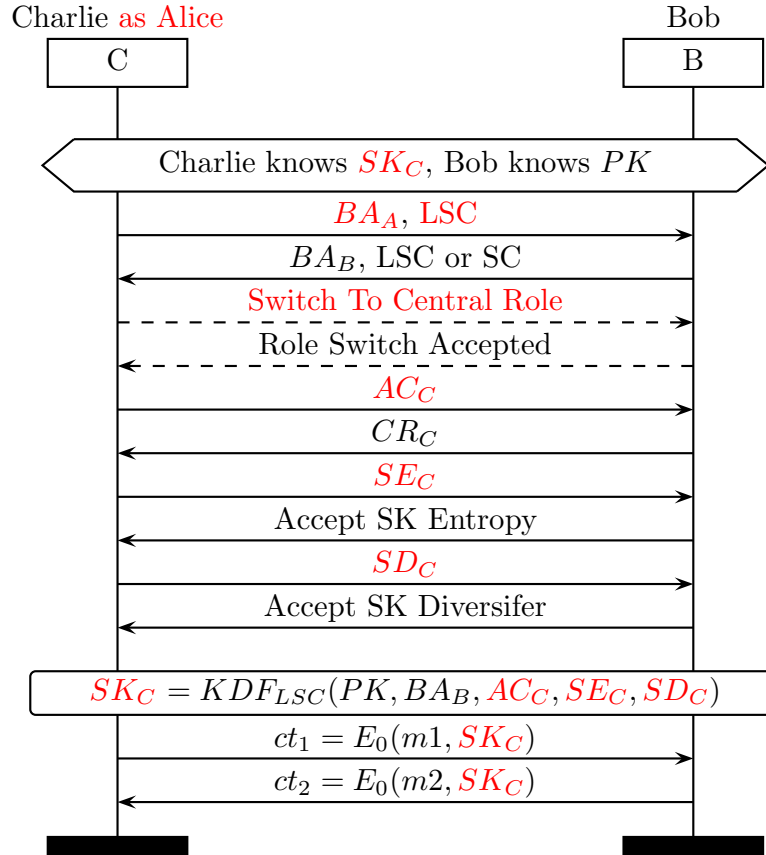 Charlie as Alice
Bob
C
B
Charlie knows SK_C, Bob knows PK
BA_A, LSC
BA_B, LSC or SC
Switch To Central Role
Role Switch Accepted
AC_C
CR_C
SE_C
Accept SK Entropy
SD_C
Accept SK Diversifer
SK_C = KDF_{LSC}(PK, BA_B, AC_C, SE_C, SD_C)
ct_1 = E_0(m1, SK_C)
ct_2 = E_0(m2, SK_C)